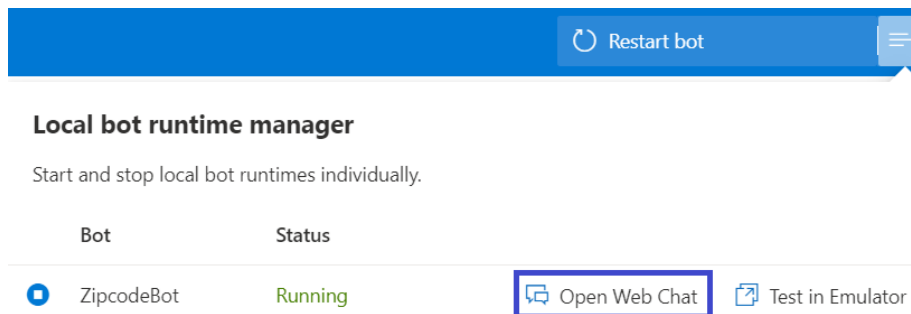 Restart bot
Local bot runtime manager
Start and stop local bot runtimes individually.
Bot Status
ZipcodeBot Running Open Web Chat Test in Emulator